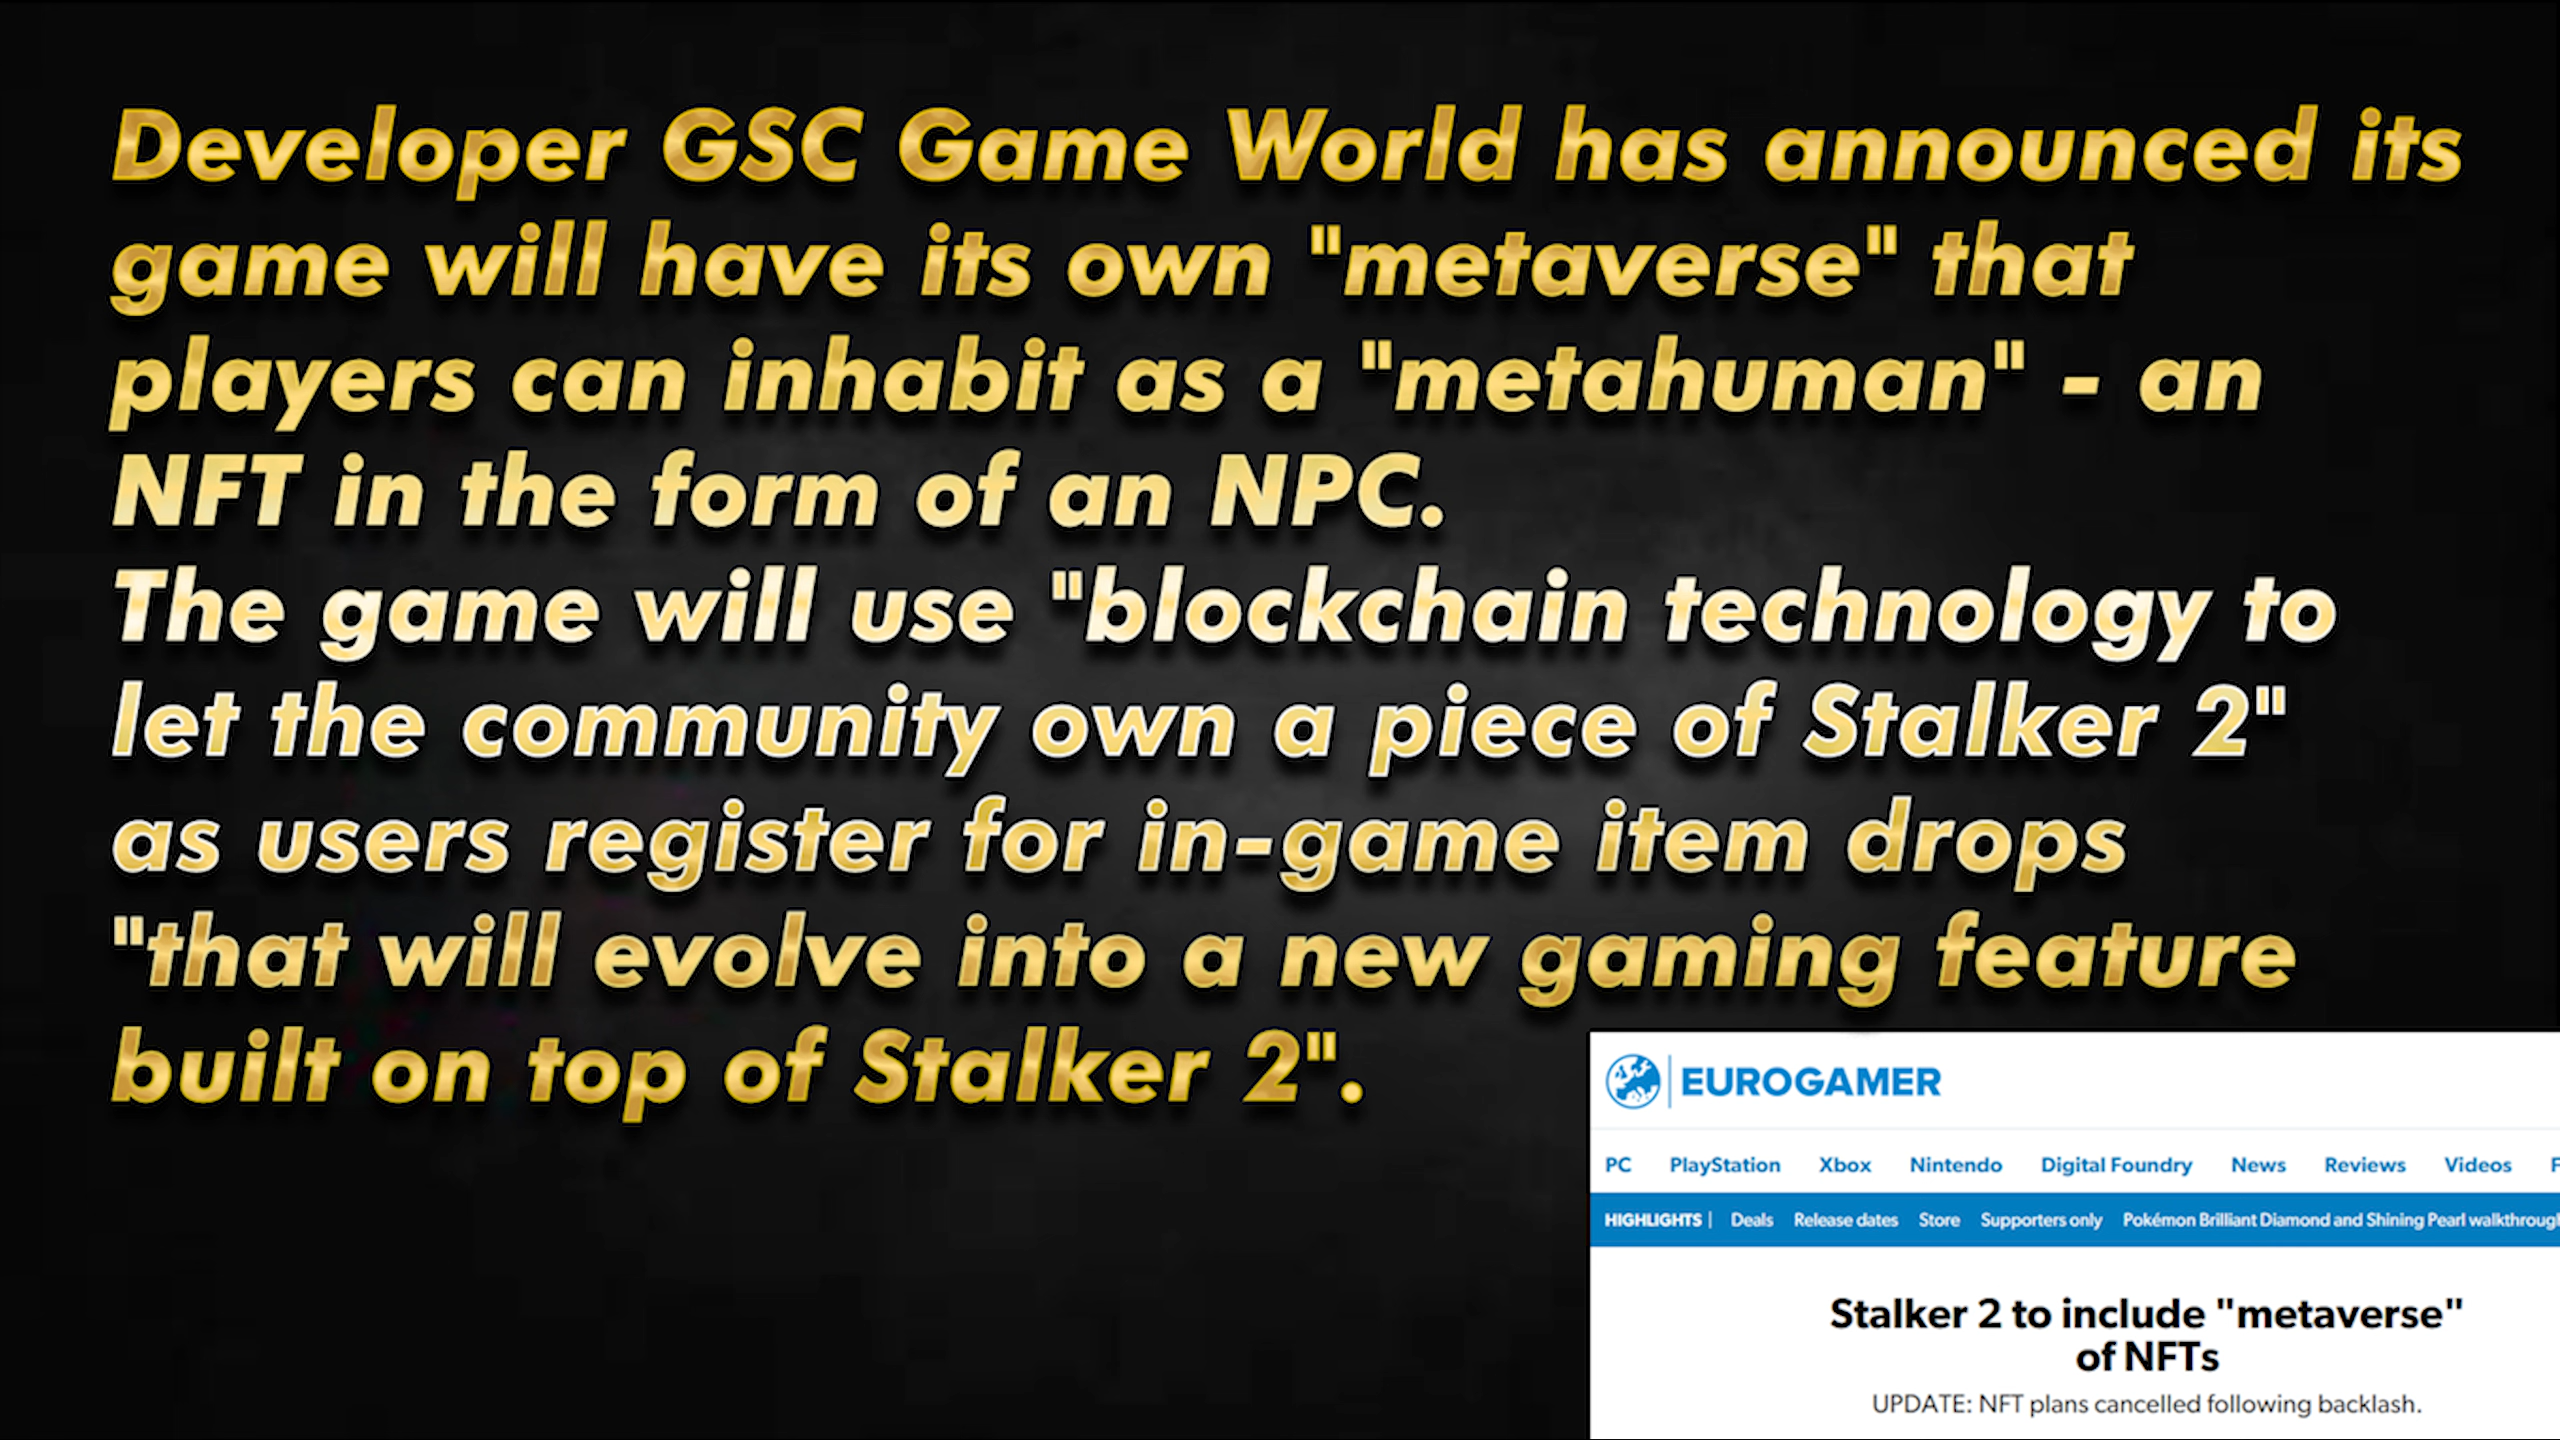 Developer GSC Game World has announced its
game will have its own "metaverse" that
players can inhabit as a "metahuman" - an
NFT in the form of an NPC.
The game will use "blockchain technology to
let the community own a piece of Stalker 2"
as users register for in-game item drops
"that will evolve into a new gaming feature
built on top of Stalker 2".
EUROGAMER
PC PlayStation Xbox Nintendo Digital Foundry News Reviews Videos F
HIGHLIGHTS | Deals Release dates Store Supporters only Pokémon Brilliant Diamond and Shining Pearl walkthrough
Stalker 2 to include "metaverse"
of NFTs
UPDATE: NFT plans cancelled following backlash.